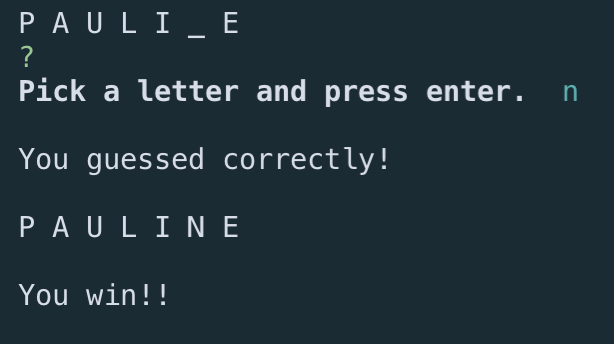 P A U L I _ E
?
Pick a letter and press enter. n
You guessed correctly!
P A U L I N E
You win!!